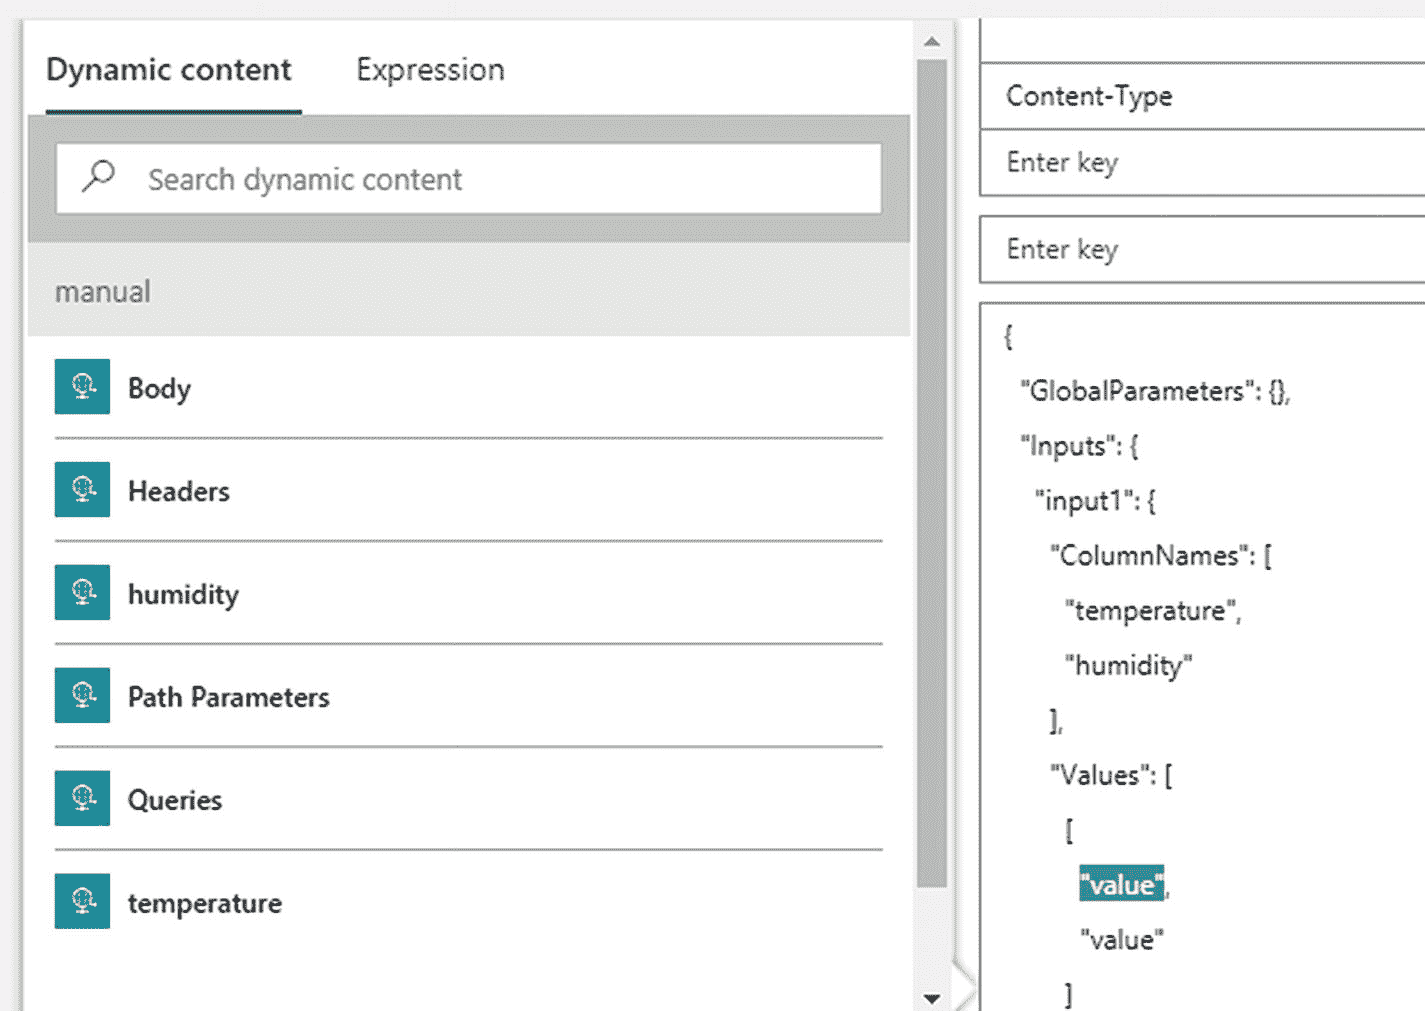 Dynamic content
Expression
Search dynamic content
manual
Body
Headers
humidity
Path Parameters
Queries
temperature
Content-Type
Enter key
Enter key
{
"GlobalParameters": {},
"Inputs": {
"input1": {
"ColumnNames": [
"temperature",
"humidity"
],
"Values": [
[
"value",
"value"
]